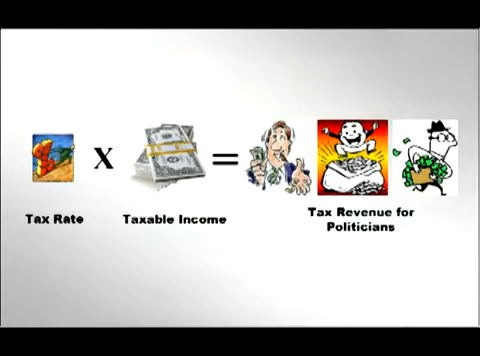 X
=
Tax Rate
Taxable Income
Tax Revenue for
Politicians